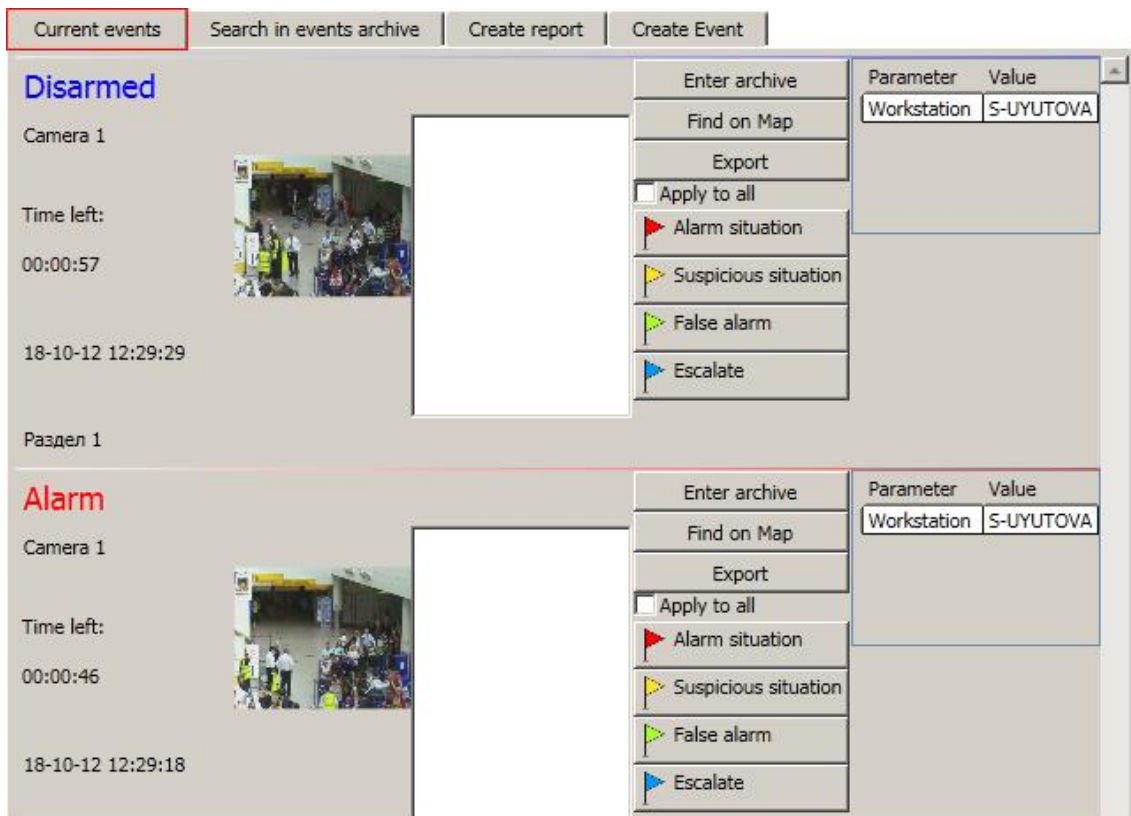 Current events
Search in events archive
Create report
Create Event
Disarmed
Camera 1
Time left:
00:00:57
18-10-12 12:29:29
Раздел 1
Enter archive
Find on Map
Export
Apply to all
Alarm situation
Suspicious situation
False alarm
Escalate
Parameter Value
Workstation S-UYUTOVA
Alarm
Camera 1
Time left:
00:00:46
18-10-12 12:29:18
Enter archive
Find on Map
Export
Apply to all
Alarm situation
Suspicious situation
False alarm
Escalate
Parameter Value
Workstation S-UYUTOVA